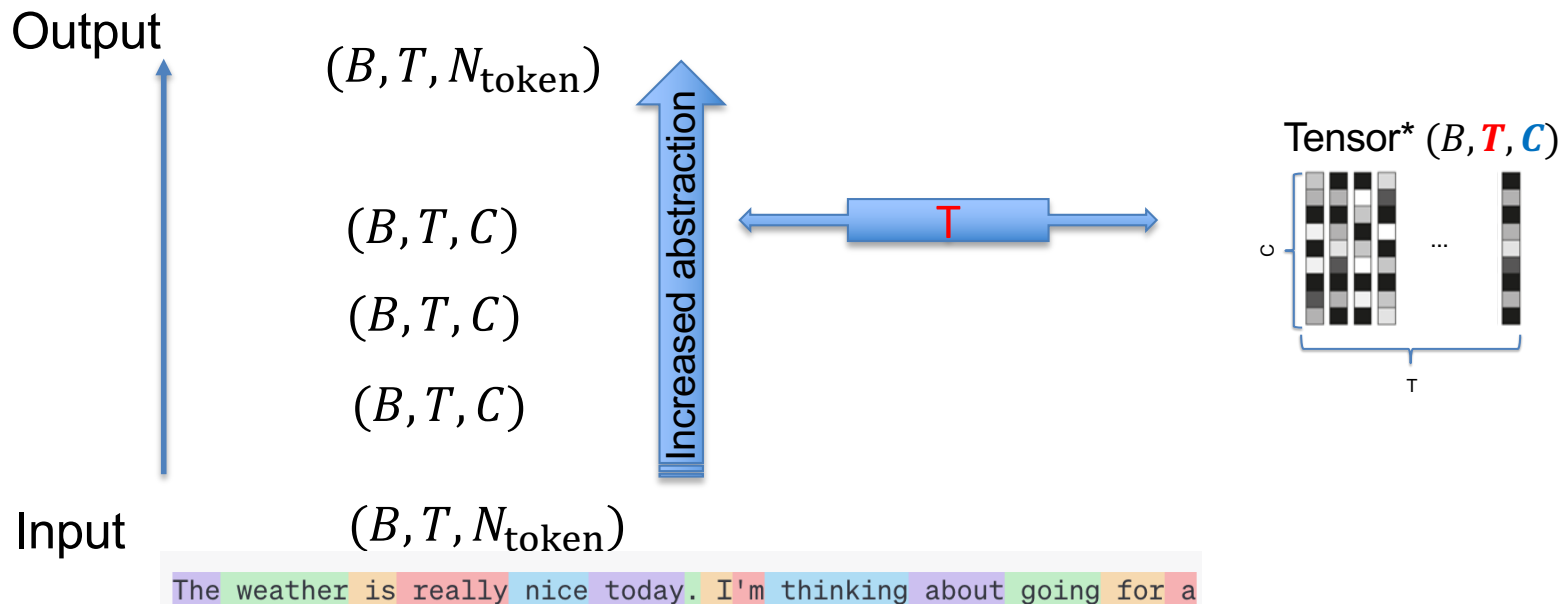 Output
(B, T, N_token)
Increased abstraction
T
Tensor* (B, T, C)
C
...
T
(B, T, C)
(B, T, C)
(B, T, C)
Input
(B, T, N_token)
The weather is really nice today. I'm thinking about going for a